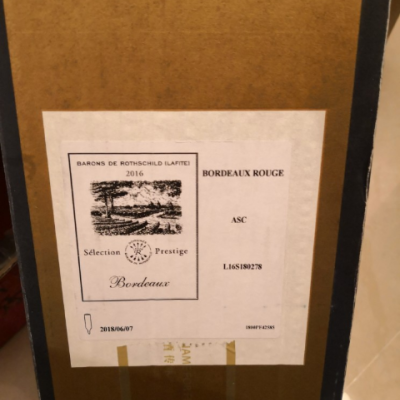 BARONS DE ROTHSCHILD (LAFITE)
2016
Sélection Prestige
Bordeaux
BORDEAUX ROUGE
ASC
L16S180278
2018/06/07